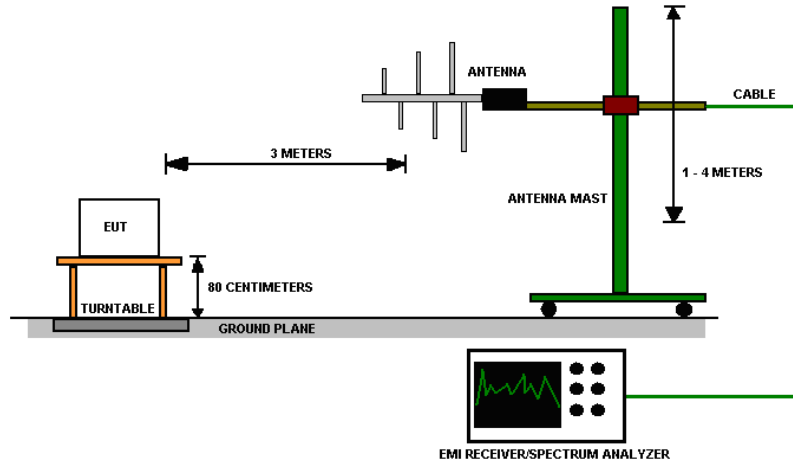 ANTENNA
CABLE
3 METERS
1 - 4 METERS
ANTENNA MAST
EUT
80 CENTIMETERS
TURNTABLE
GROUND PLANE
EMI RECEIVER/SPECTRUM ANALYZER